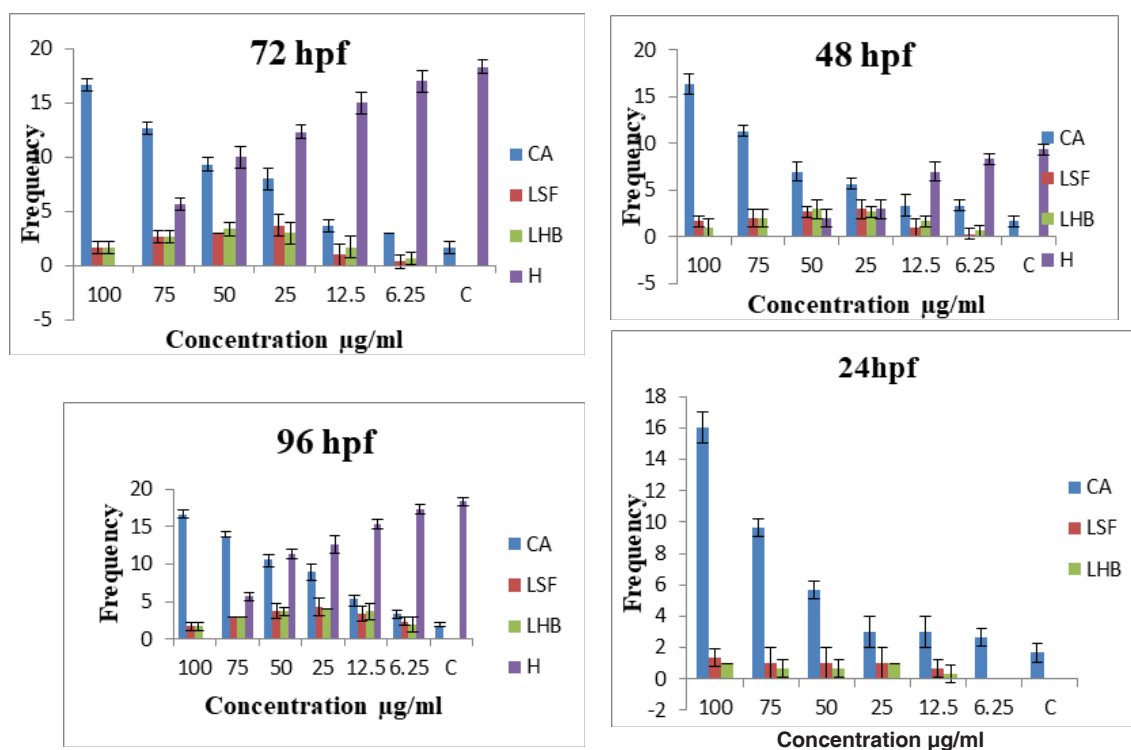 72 hpf
Frequency
20
15
10
5
0
-5
100 75 50 25 12.5 6.25 C
Concentration µg/ml
CA
LSF
LHB
H
48 hpf
Frequency
20
15
10
5
0
-5
100 75 50 25 12.5 6.25 C
Concentration µg/ml
CA
LSF
LHB
H
96 hpf
Frequency
20
15
10
5
0
100 75 50 25 12.5 6.25 C
Concentration µg/ml
CA
LSF
LHB
H
24hpf
Frequency
18
16
14
12
10
8
6
4
2
0
-2
100 75 50 25 12.5 6.25 C
Concentration µg/ml
CA
LSF
LHB